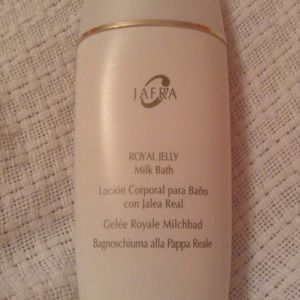 JAFRA
ROYAL JELLY
Milk Bath
Loción Corporal para Baño
con Jalea Real
Gelée Royale Milchbad
Bagnoschiuma alla Pappa Reale